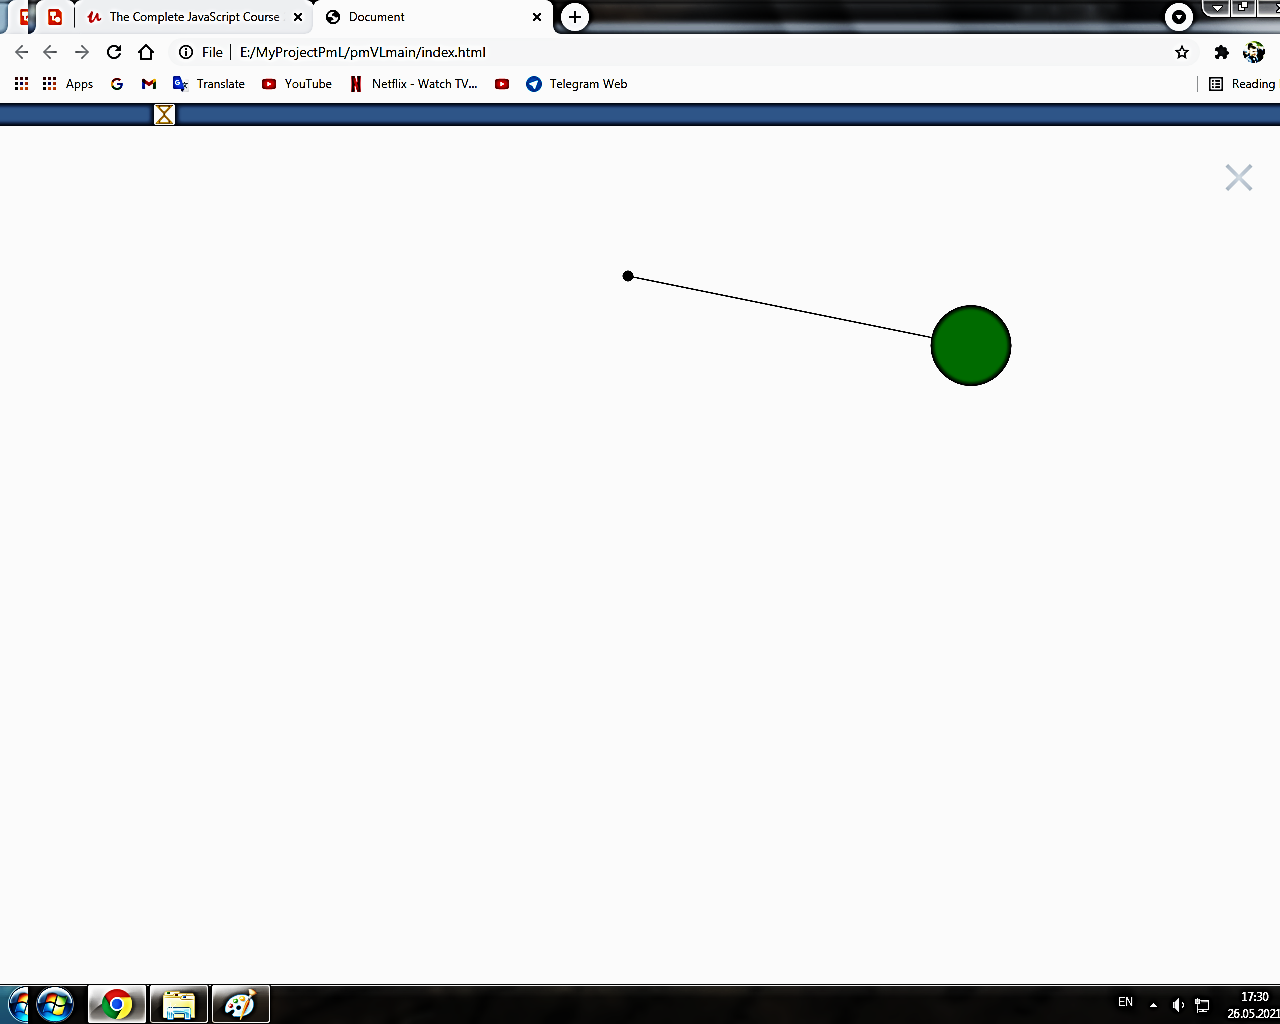 The Complete JavaScript Course
Document
File
E:/MyProjectPmL/pmVLmain/index.html
Apps
Translate
YouTube
Netflix - Watch TV...
Telegram Web
Reading
EN
17:30
26.05.2021